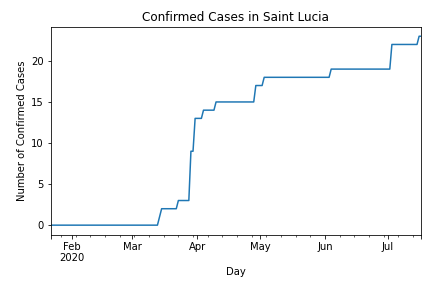 Confirmed Cases in Saint Lucia
Number of Confirmed Cases
20
15
10
5
0
Feb Mar Apr May Jun Jul
2020
Day